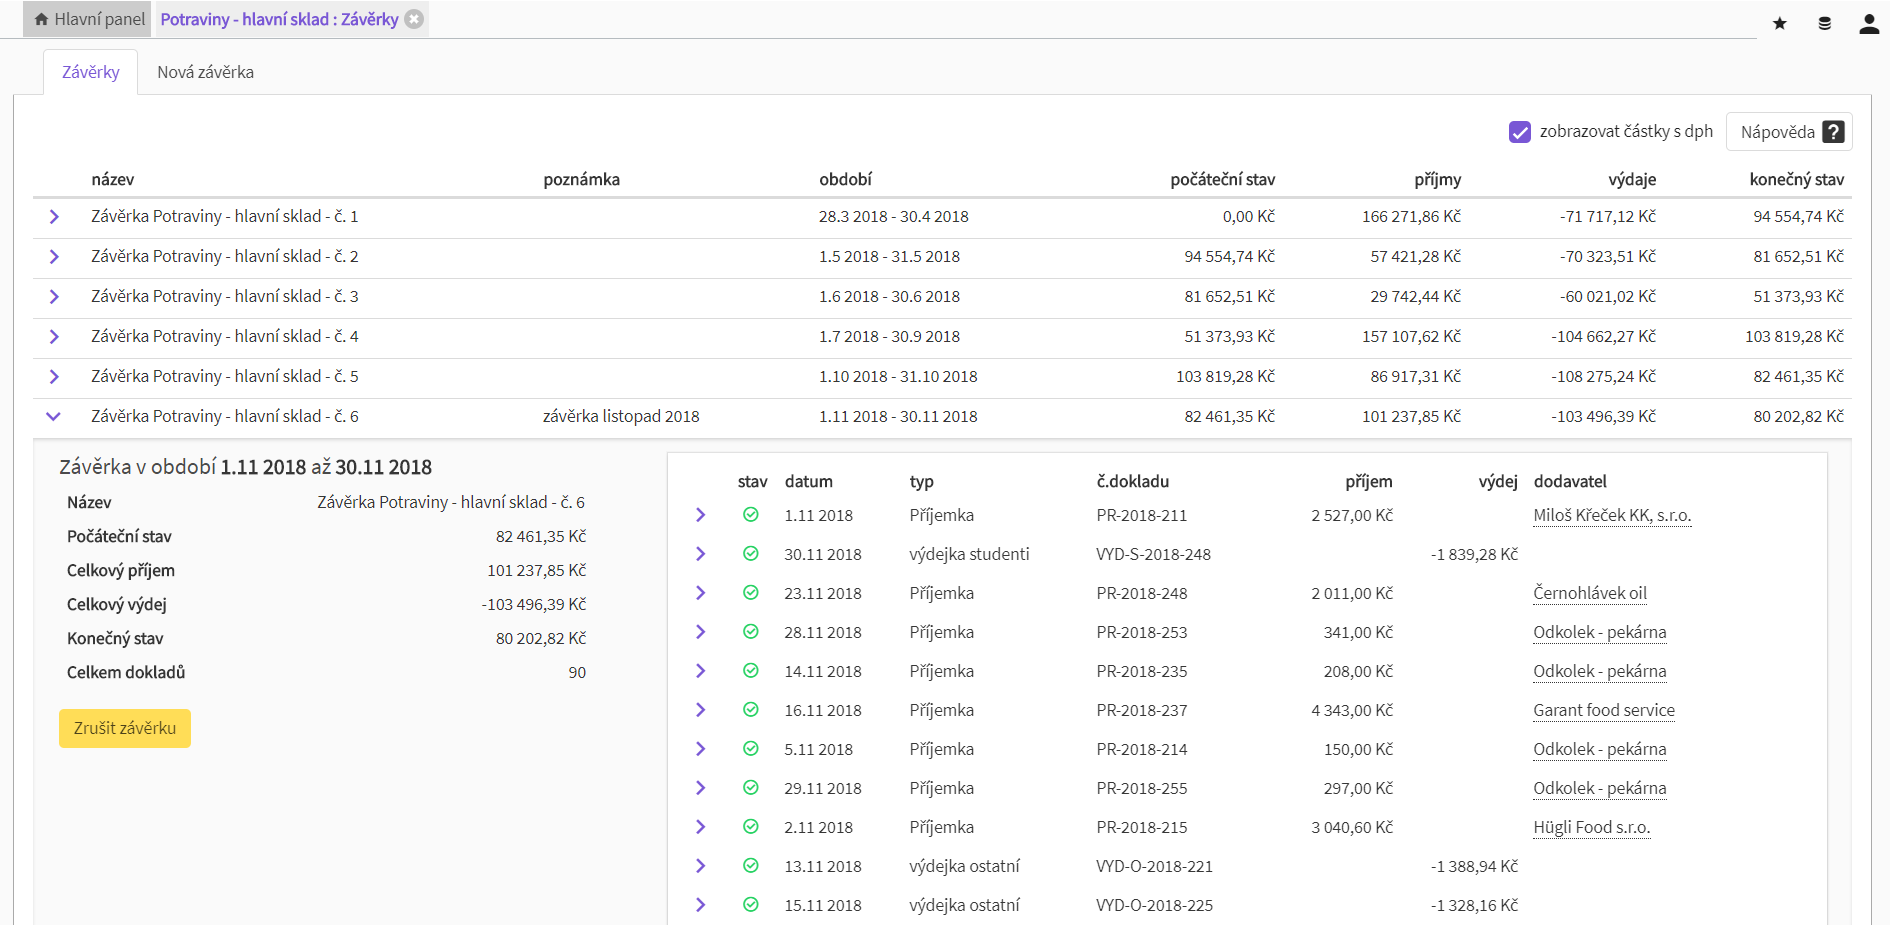 Hlavní panel Potraviny - hlavní sklad : Závěrky
Závěrky Nová závěrka
zobrazovat částky s dph Nápověda ?
název poznámka období počáteční stav příjmy výdaje konečný stav
Závěrka Potraviny - hlavní sklad - č. 1 28.3 2018 - 30.4 2018 0,00 Kč 166 271,86 Kč -71 717,12 Kč 94 554,74 Kč
Závěrka Potraviny - hlavní sklad - č. 2 1.5 2018 - 31.5 2018 94 554,74 Kč 57 421,28 Kč -70 323,51 Kč 81 652,51 Kč
Závěrka Potraviny - hlavní sklad - č. 3 1.6 2018 - 30.6 2018 81 652,51 Kč 29 742,44 Kč -60 021,02 Kč 51 373,93 Kč
Závěrka Potraviny - hlavní sklad - č. 4 1.7 2018 - 30.9 2018 51 373,93 Kč 157 107,62 Kč -104 662,27 Kč 103 819,28 Kč
Závěrka Potraviny - hlavní sklad - č. 5 1.10 2018 - 31.10 2018 103 819,28 Kč 86 917,31 Kč -108 275,24 Kč 82 461,35 Kč
Závěrka Potraviny - hlavní sklad - č. 6 závěrka listopad 2018 1.11 2018 - 30.11 2018 82 461,35 Kč 101 237,85 Kč -103 496,39 Kč 80 202,82 Kč
Závěrka v období 1.11 2018 až 30.11 2018
Název Závěrka Potraviny - hlavní sklad - č. 6
Počáteční stav 82 461,35 Kč
Celkový příjem 101 237,85 Kč
Celkový výdej -103 496,39 Kč
Konečný stav 80 202,82 Kč
Celkem dokladů 90
Zrušit závěrku
stav datum typ č.dokladu příjem výdej dodavatel
1.11 2018 Příjemka PR-2018-211 2 527,00 Kč Miloš Křeček KK, s.r.o.
30.11 2018 výdejka studenti VYD-S-2018-248 -1 839,28 Kč
23.11 2018 Příjemka PR-2018-248 2 011,00 Kč Černohlávek oil
28.11 2018 Příjemka PR-2018-253 341,00 Kč Odkolek - pekárna
14.11 2018 Příjemka PR-2018-235 208,00 Kč Odkolek - pekárna
16.11 2018 Příjemka PR-2018-237 4 343,00 Kč Garant food service
5.11 2018 Příjemka PR-2018-214 150,00 Kč Odkolek - pekárna
29.11 2018 Příjemka PR-2018-255 297,00 Kč Odkolek - pekárna
2.11 2018 Příjemka PR-2018-215 3 040,60 Kč Hügli Food s.r.o.
13.11 2018 výdejka ostatní VYD-O-2018-221 -1 388,94 Kč
15.11 2018 výdejka ostatní VYD-O-2018-225 -1 328,16 Kč